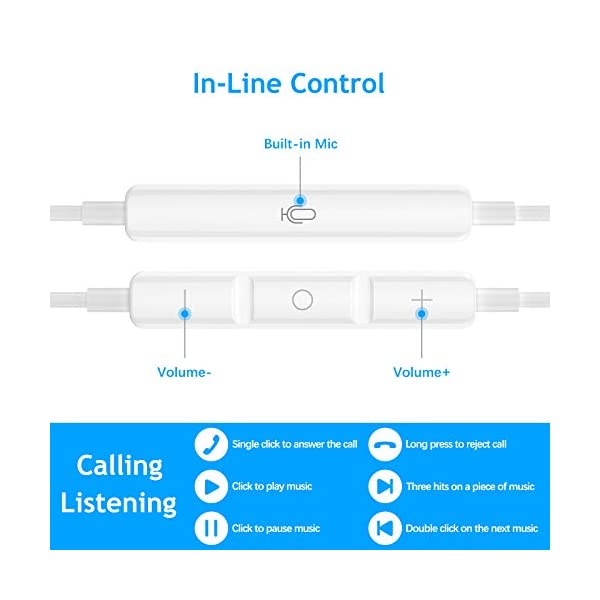 In-Line Control
Built-in Mic
Volume-
Volume+
Calling
Listening
Single click to answer the call
Long press to reject call
Click to play music
Three hits on a piece of music
Click to pause music
Double click on the next music